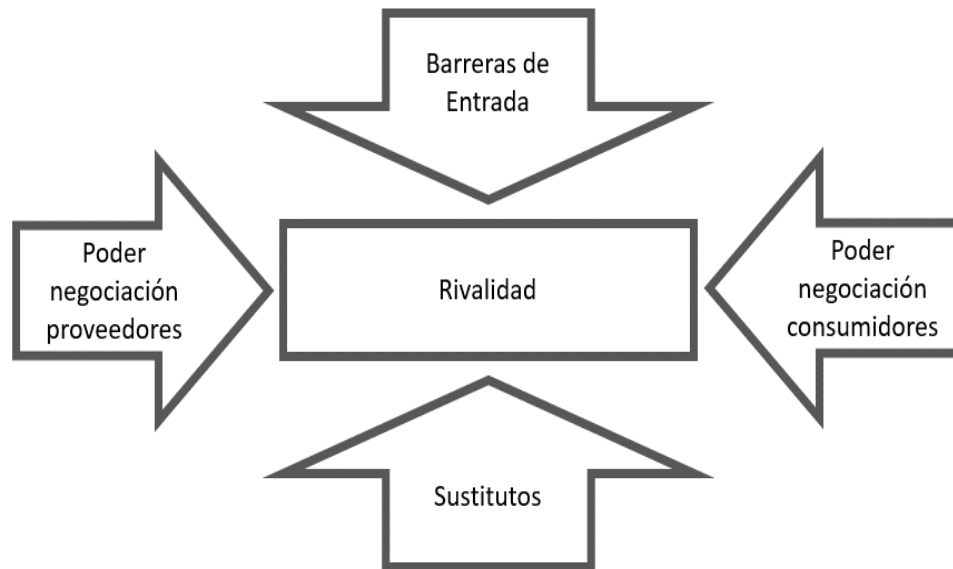 Barreras de
Entrada
Poder
negociación
proveedores
Rivalidad
Poder
negociación
consumidores
Sustitutos